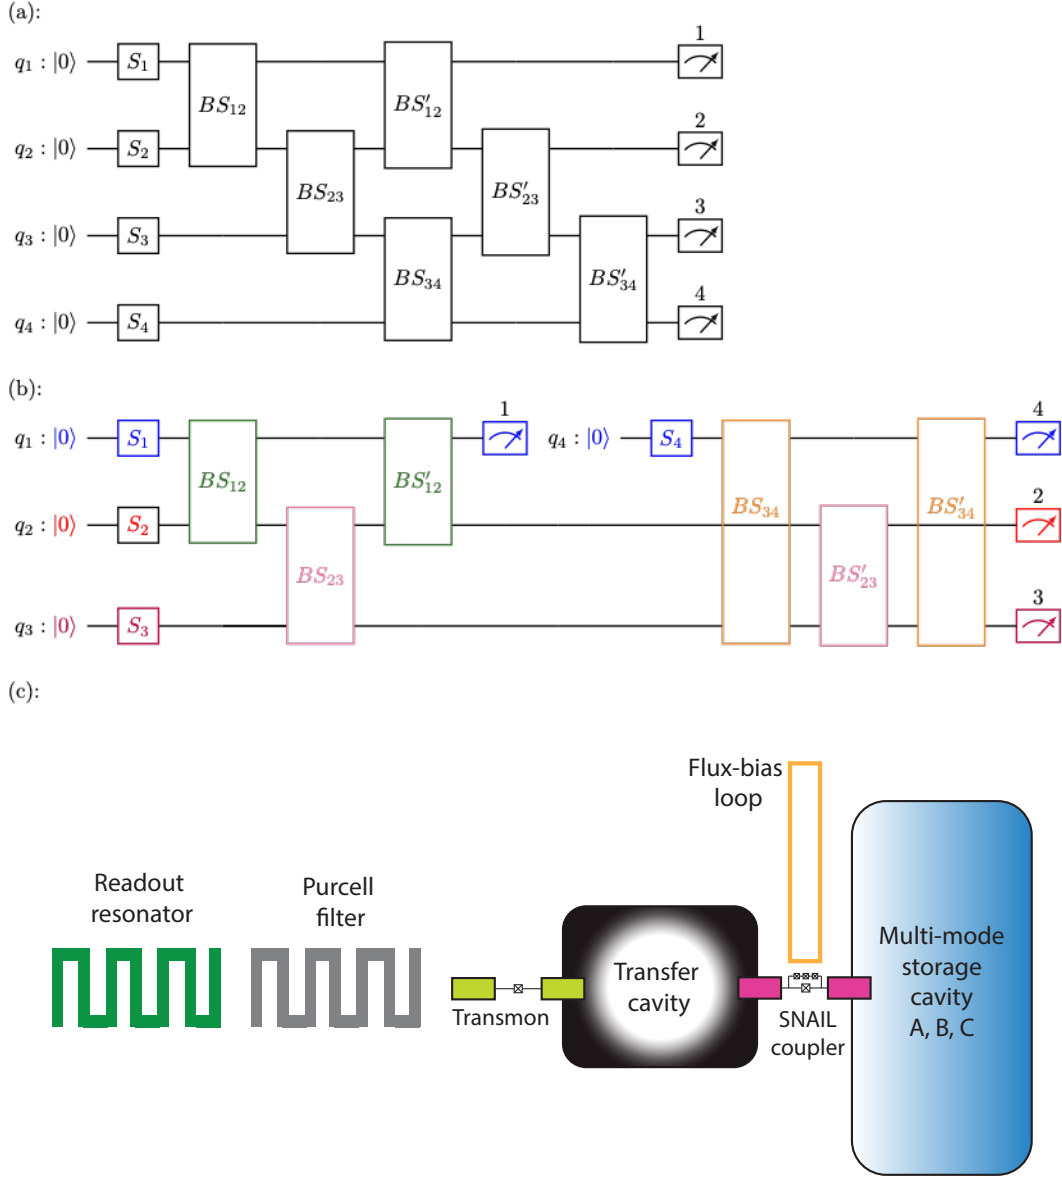 (a):
1
q₁ : |0⟩ S₁ BS₁₂ BS′₁₂
2
q₂ : |0⟩ S₂ BS₂₃ BS′₂₃
3
q₃ : |0⟩ S₃ BS₃₄ BS′₃₄
4
q₄ : |0⟩ S₄
(b):
1 4
q₁ : |0⟩ S₁ q₄ : |0⟩ S₄
BS₁₂ BS′₁₂ BS₃₄ BS′₃₄
2
q₂ : |0⟩ S₂
BS₂₃ BS′₂₃
3
q₃ : |0⟩ S₃
(c):
Flux-bias
loop
Readout
resonator
Purcell
filter
Transmon
Transfer
cavity
SNAIL
coupler
Multi-mode
storage
cavity
A, B, C